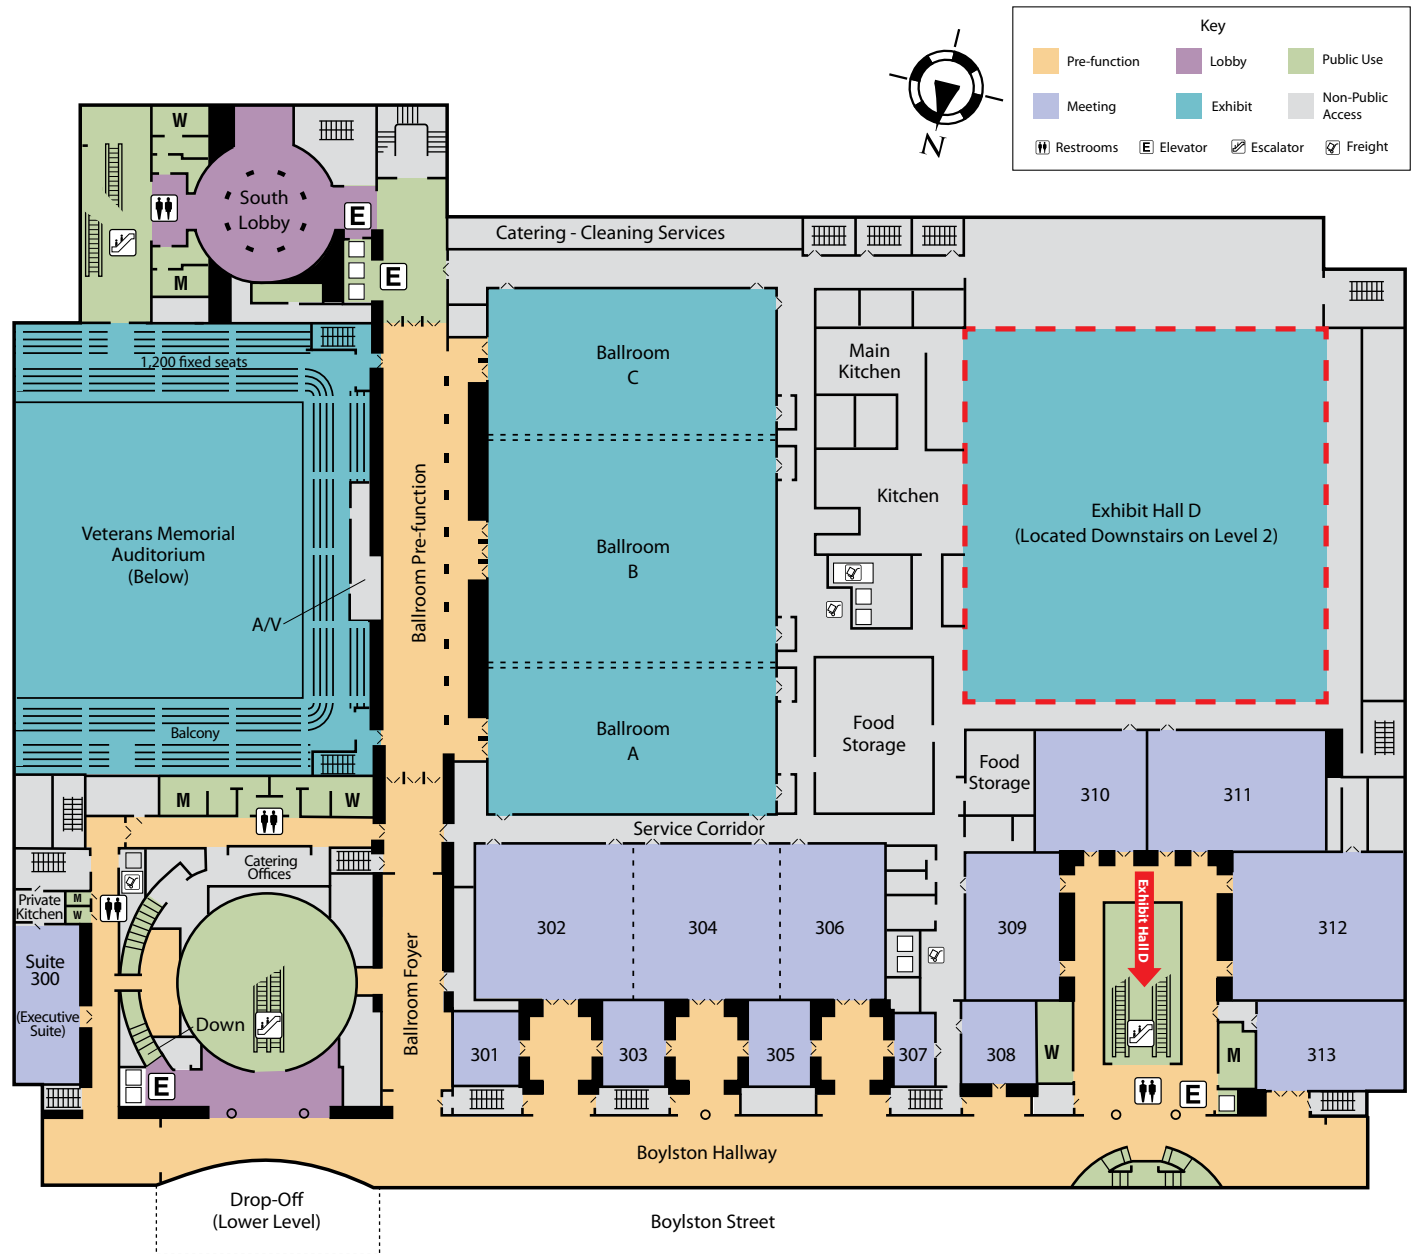 Key
Pre-function
Lobby
Public Use
Meeting
Exhibit
Non-Public
Access
Restrooms
E
Elevator
Escalator
Freight
N
W
South
Lobby
E
M
E
Catering - Cleaning Services
1,200 fixed seats
Ballroom
C
Main
Kitchen
Kitchen
Veterans Memorial
Auditorium
(Below)
A/V
Ballroom Pre-function
Ballroom
B
Exhibit Hall D
(Located Downstairs on Level 2)
Balcony
Ballroom
A
Food
Storage
Food
Storage
310
311
M
W
Service Corridor
Catering
Offices
Private
Kitchen
M
W
Suite
300
(Executive
Suite)
Down
E
Ballroom Foyer
302
304
306
309
Exhibit Hall D
312
301
303
305
307
308
W
M
313
E
Boylston Hallway
Drop-Off
(Lower Level)
Boylston Street